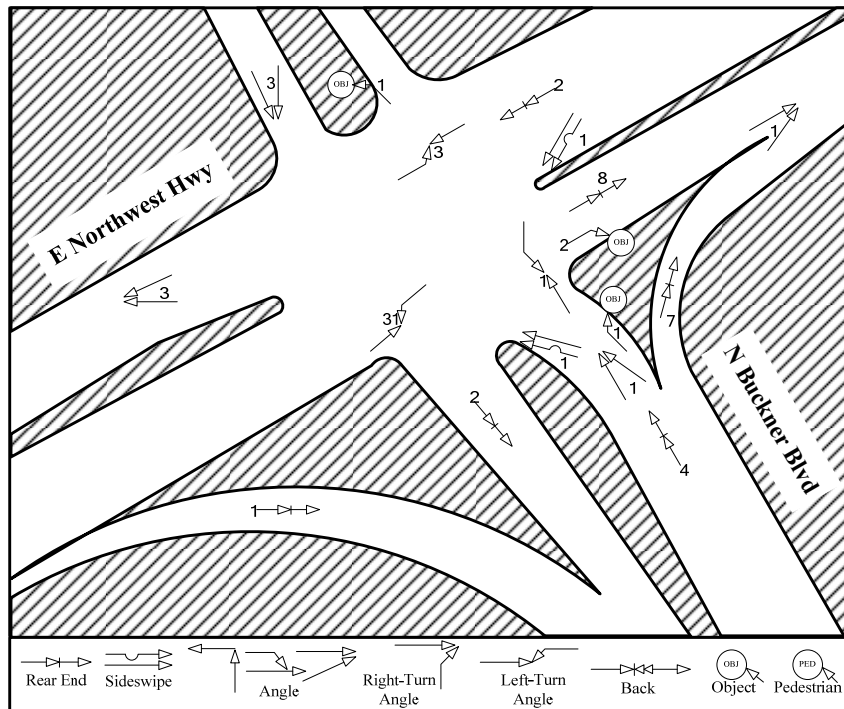 3
OBJ
1
2
3
1
E Northwest Hwy
8
2
OBJ
1
1
OBJ
3
7
31
1
1
1
2
N Buckner Blvd
4
1
Rear End
Sideswipe
Angle
Right-Turn
Angle
Left-Turn
Angle
Back
OBJ
Object
PED
Pedestrian